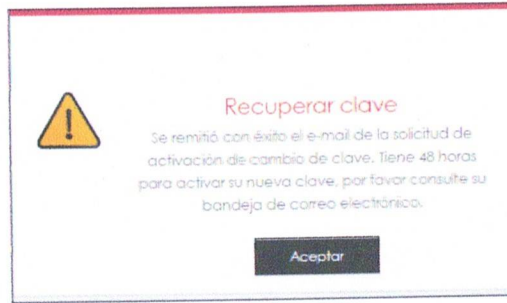 Recuperar clave
Se remitió con éxito el e-mail de la solicitud de
activación de cambio de clave. Tiene 48 horas
para activar su nueva clave, por favor consulte su
bandeja de correo electrónico.
Aceptar